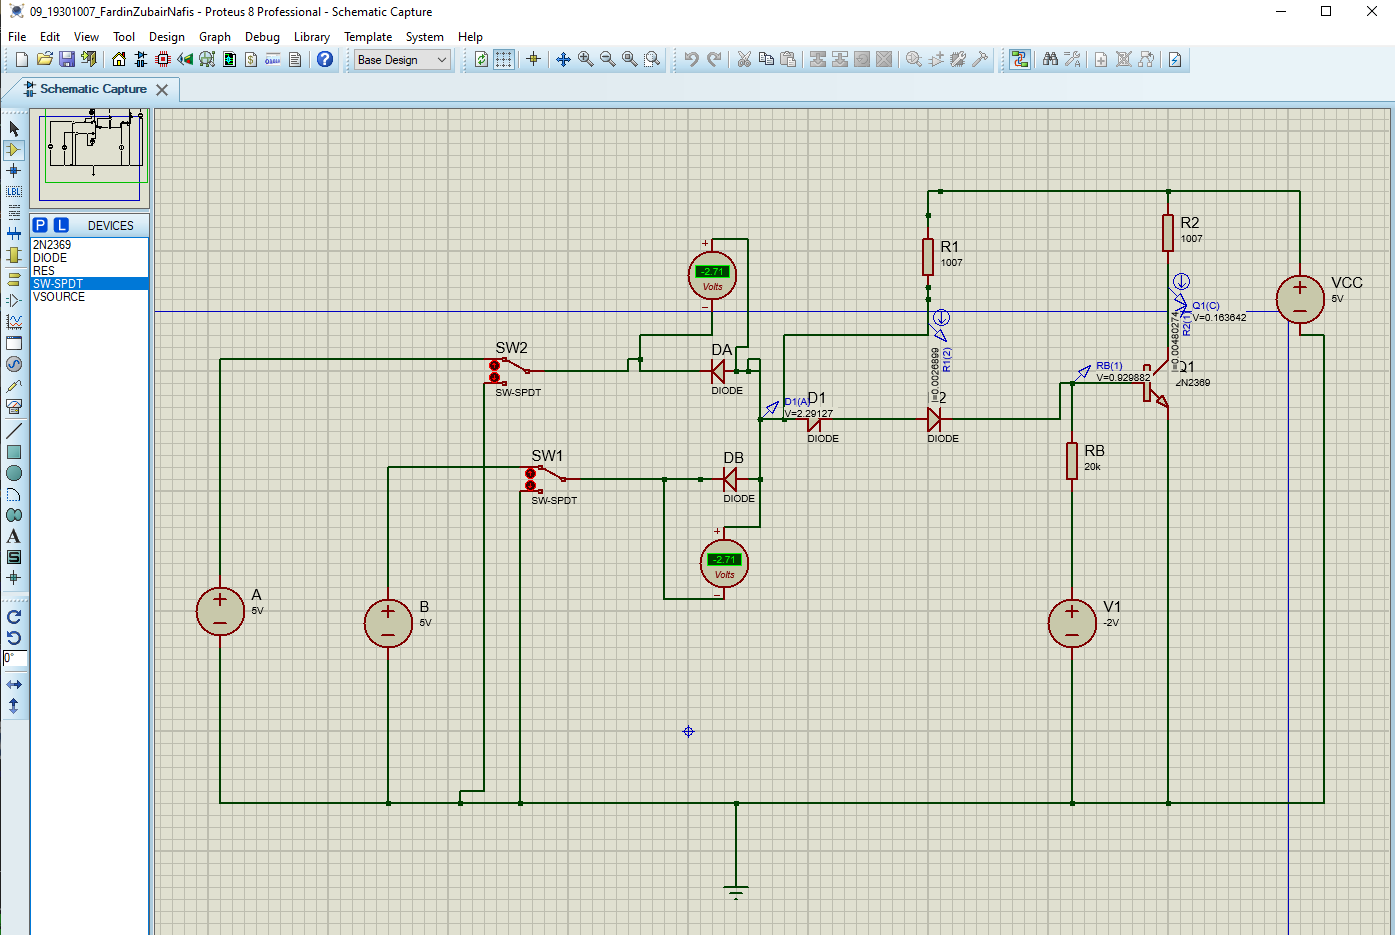 09_19301007_FardinZubairNafis - Proteus 8 Professional - Schematic Capture
File Edit View Tool Design Graph Debug Library Template System Help
Base Design
Schematic Capture
P L DEVICES
2N2369
DIODE
RES
SW-SPDT
VSOURCE
LBL
A
S
0°
R2
1007
R1
1007
+
-2.71
Volts
VCC
5V
Q1(C)
V=0.163642
R2(1)
I=0.00480274
SW2
SW-SPDT
DA
DIODE
R1(2)
I=0.0026899
RB(1)
V=0.929882
Q1
2N2369
D1(A)
V=2.29127
D1
DIODE
2
DIODE
SW1
SW-SPDT
DB
DIODE
RB
20k
+
-2.71
Volts
A
5V
B
5V
V1
-2V